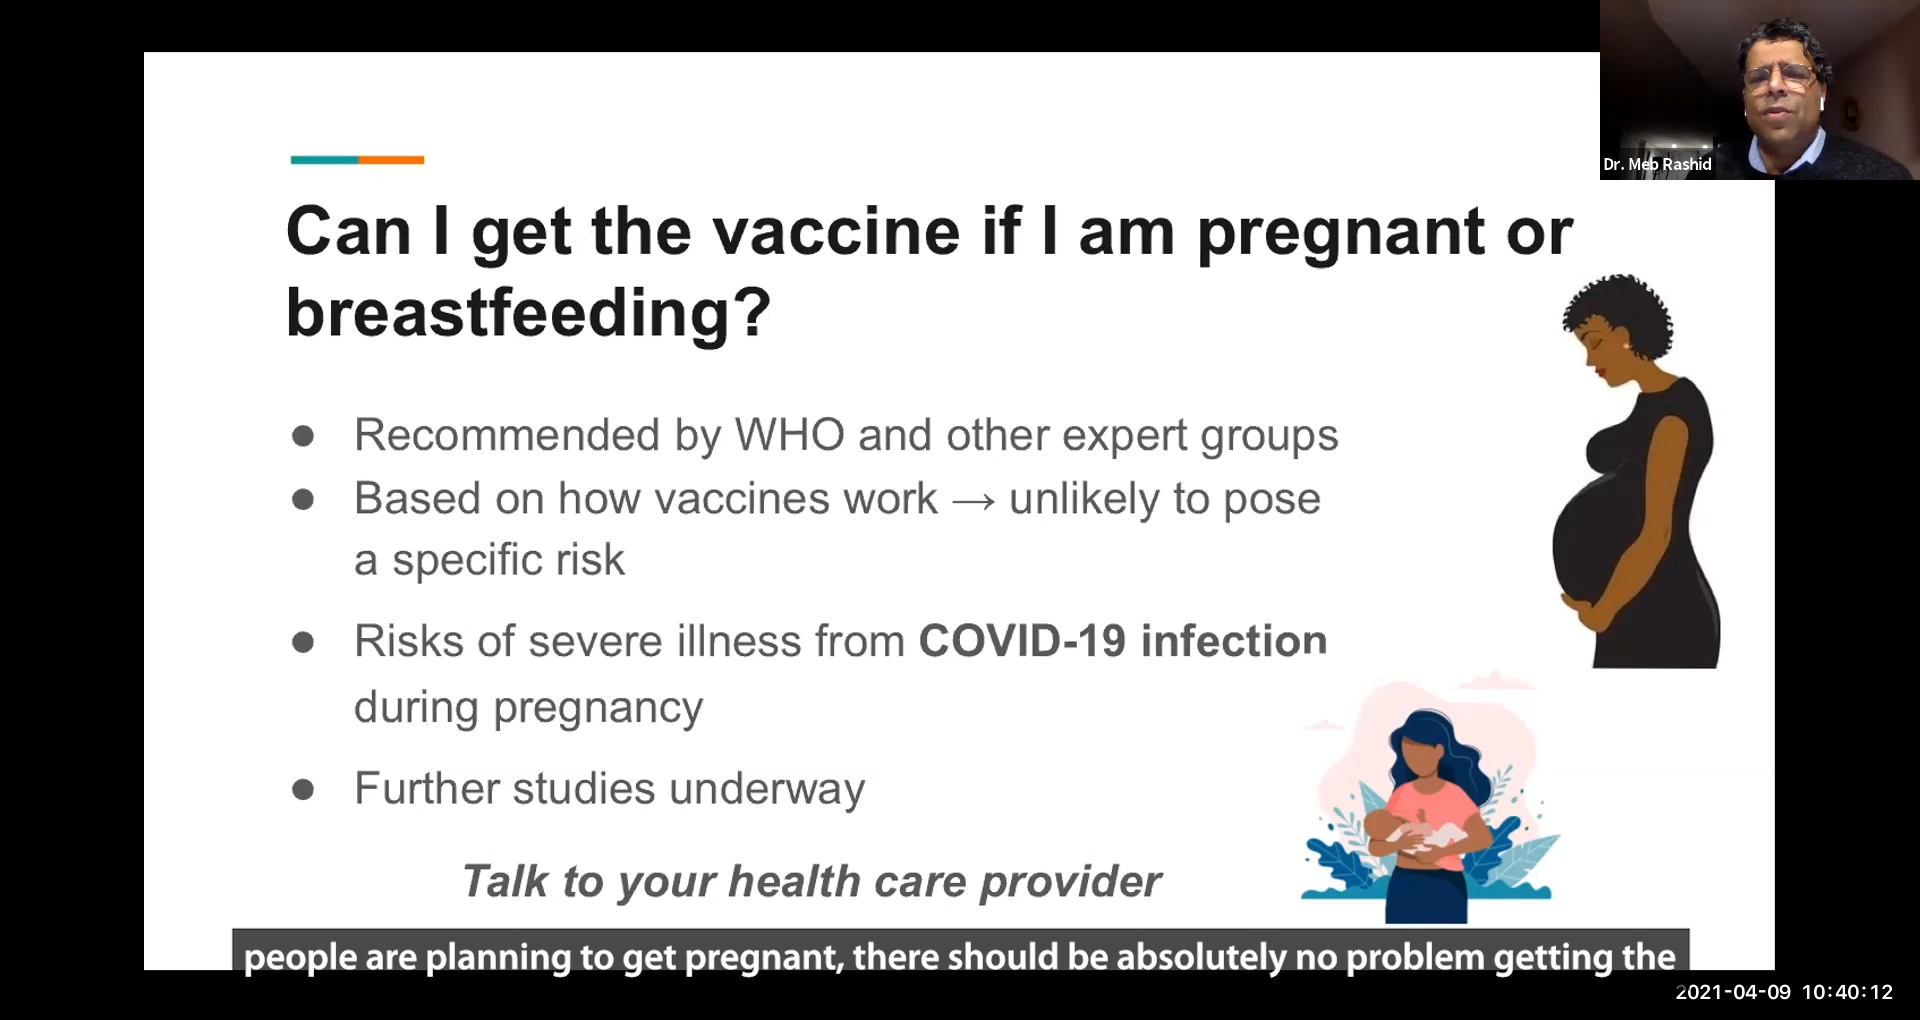 Dr. Meb Rashid
Can I get the vaccine if I am pregnant or
breastfeeding?
● Recommended by WHO and other expert groups
● Based on how vaccines work → unlikely to pose
a specific risk
● Risks of severe illness from COVID-19 infection
during pregnancy
● Further studies underway
Talk to your health care provider
people are planning to get pregnant, there should be absolutely no problem getting the
2021-04-09 10:40:12